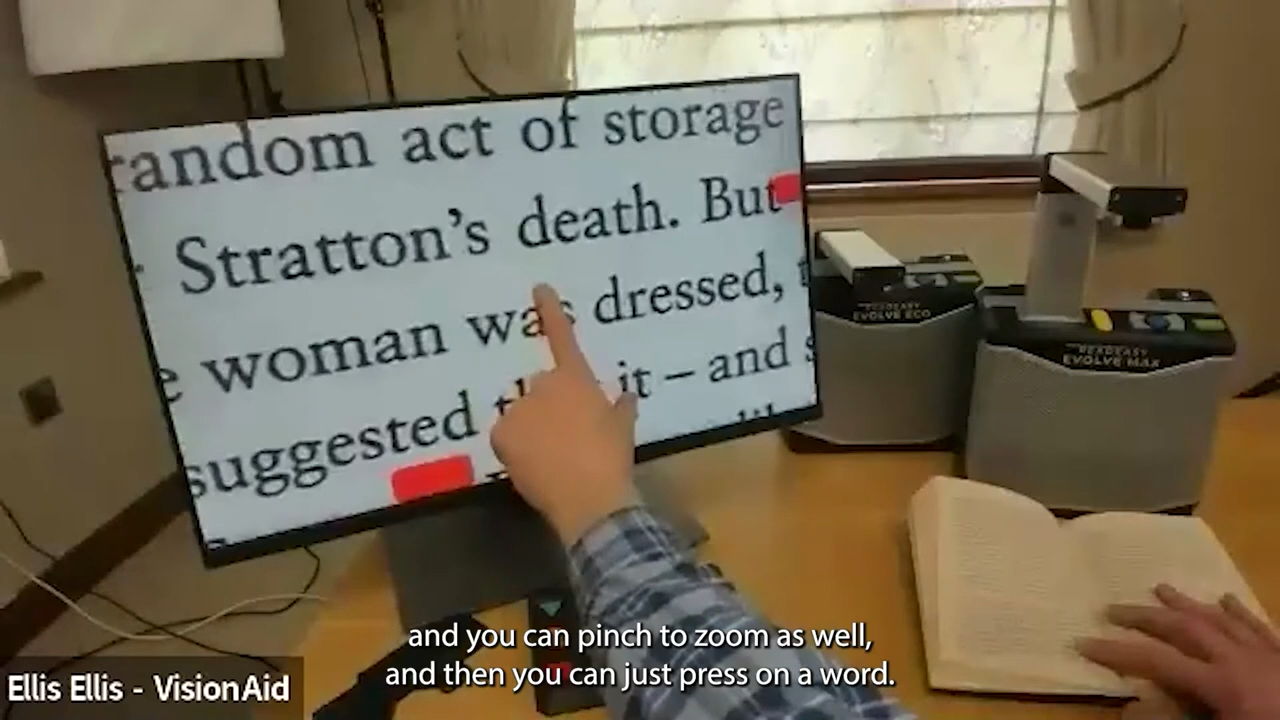 random act of storage
Stratton's death. But
e woman was dressed, t
suggested it – and s
READEASY
EVOLVE ECO
READEASY
EVOLVE MAX
and you can pinch to zoom as well,
and then you can just press on a word.
Ellis Ellis - VisionAid